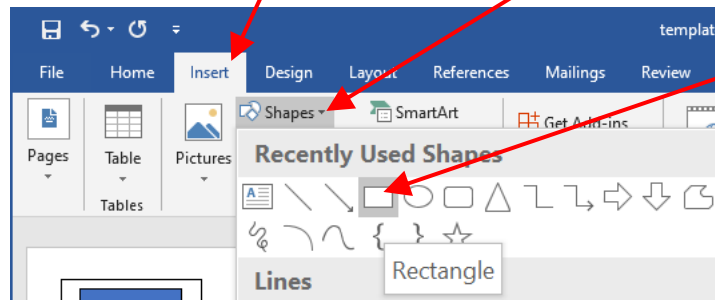 templat
File Home Insert Design Layout References Mailings Review
Shapes SmartArt
Get Add-ins
Pages Table Pictures
Tables
Recently Used Shapes
A
Rectangle
Lines